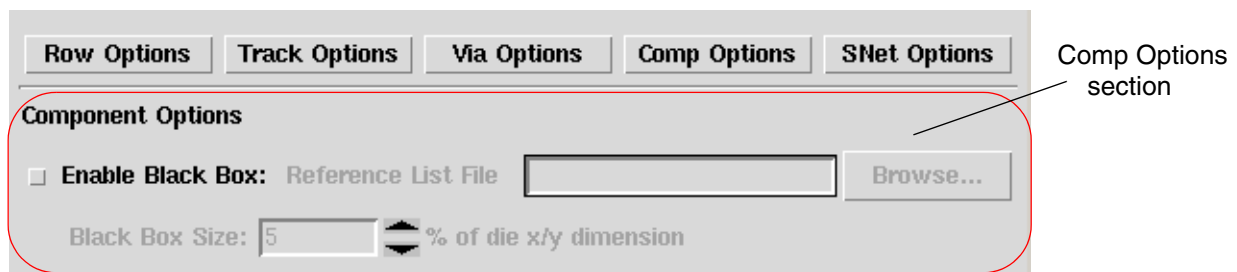 Row Options Track Options Via Options Comp Options SNet Options
Comp Options
section
Component Options
Enable Black Box: Reference List File Browse...
Black Box Size: 5 % of die x/y dimension